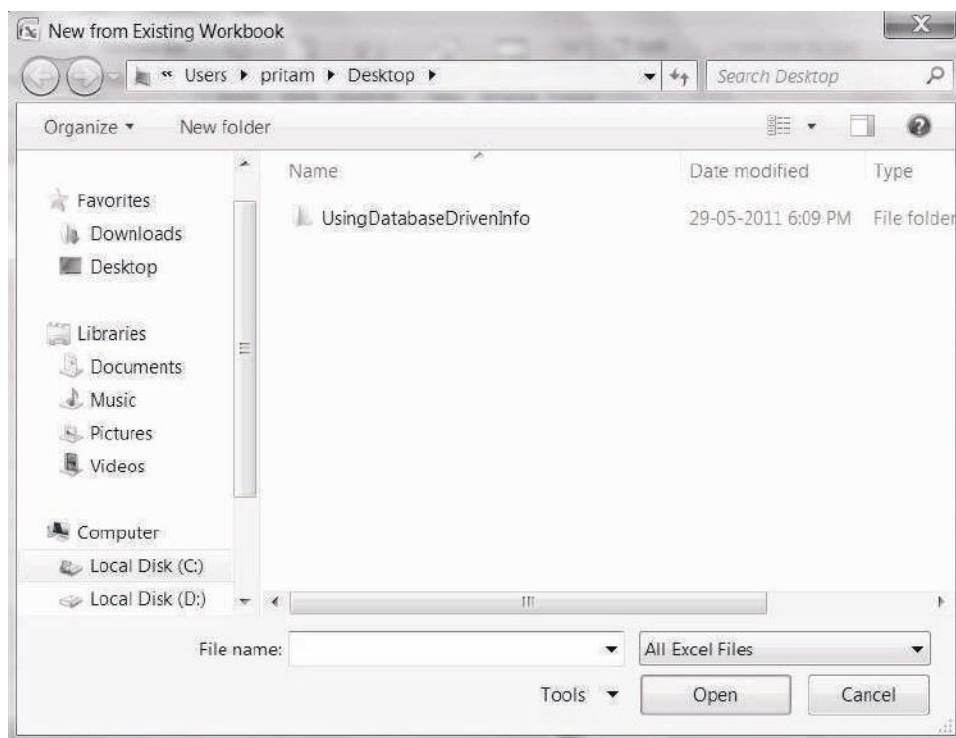 New from Existing Workbook
X
« Users ▸ pritam ▸ Desktop ▸
Search Desktop
Organize ▾ New folder
Name Date modified Type
Favorites
Downloads
Desktop
Libraries
Documents
Music
Pictures
Videos
Computer
Local Disk (C:)
Local Disk (D:)
UsingDatabaseDrivenInfo 29-05-2011 6:09 PM File folder
File name: All Excel Files
Tools Open Cancel